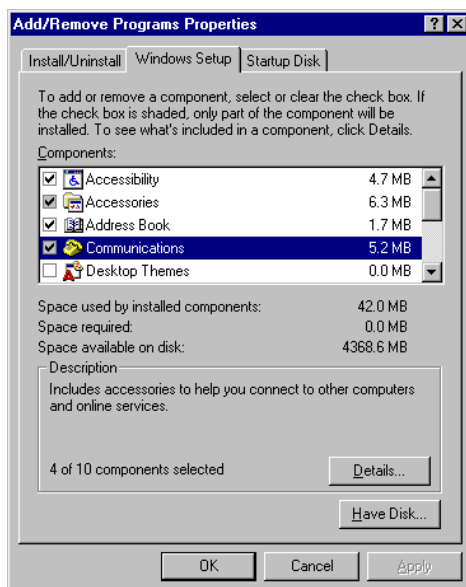 Add/Remove Programs Properties
Install/Uninstall Windows Setup Startup Disk
To add or remove a component, select or clear the check box. If
the check box is shaded, only part of the component will be
installed. To see what's included in a component, click Details.
Components:
Accessibility 4.7 MB
Accessories 6.3 MB
Address Book 1.7 MB
Communications 5.2 MB
Desktop Themes 0.0 MB
Space used by installed components: 42.0 MB
Space required: 0.0 MB
Space available on disk: 4368.6 MB
Description
Includes accessories to help you connect to other computers
and online services.
4 of 10 components selected Details...
Have Disk...
OK Cancel Apply